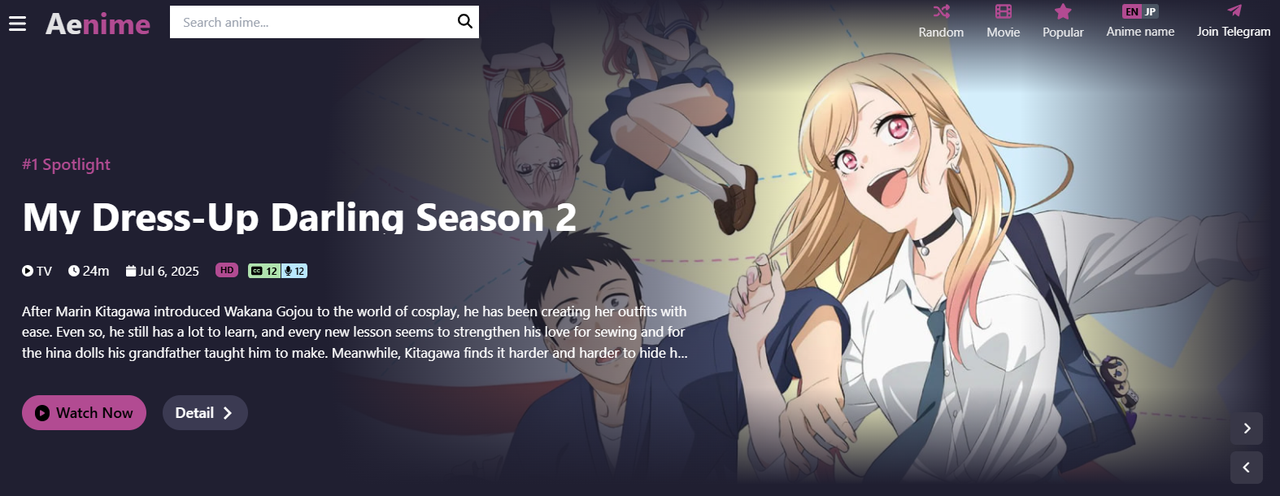 Aenime
Search anime...
Random
Movie
Popular
EN JP
Anime name
Join Telegram
#1 Spotlight
My Dress-Up Darling Season 2
TV 24m Jul 6, 2025 HD CC 12 12
After Marin Kitagawa introduced Wakana Gojou to the world of cosplay, he has been creating her outfits with
ease. Even so, he still has a lot to learn, and every new lesson seems to strengthen his love for sewing and for
the hina dolls his grandfather taught him to make. Meanwhile, Kitagawa finds it harder and harder to hide h...
Watch Now
Detail